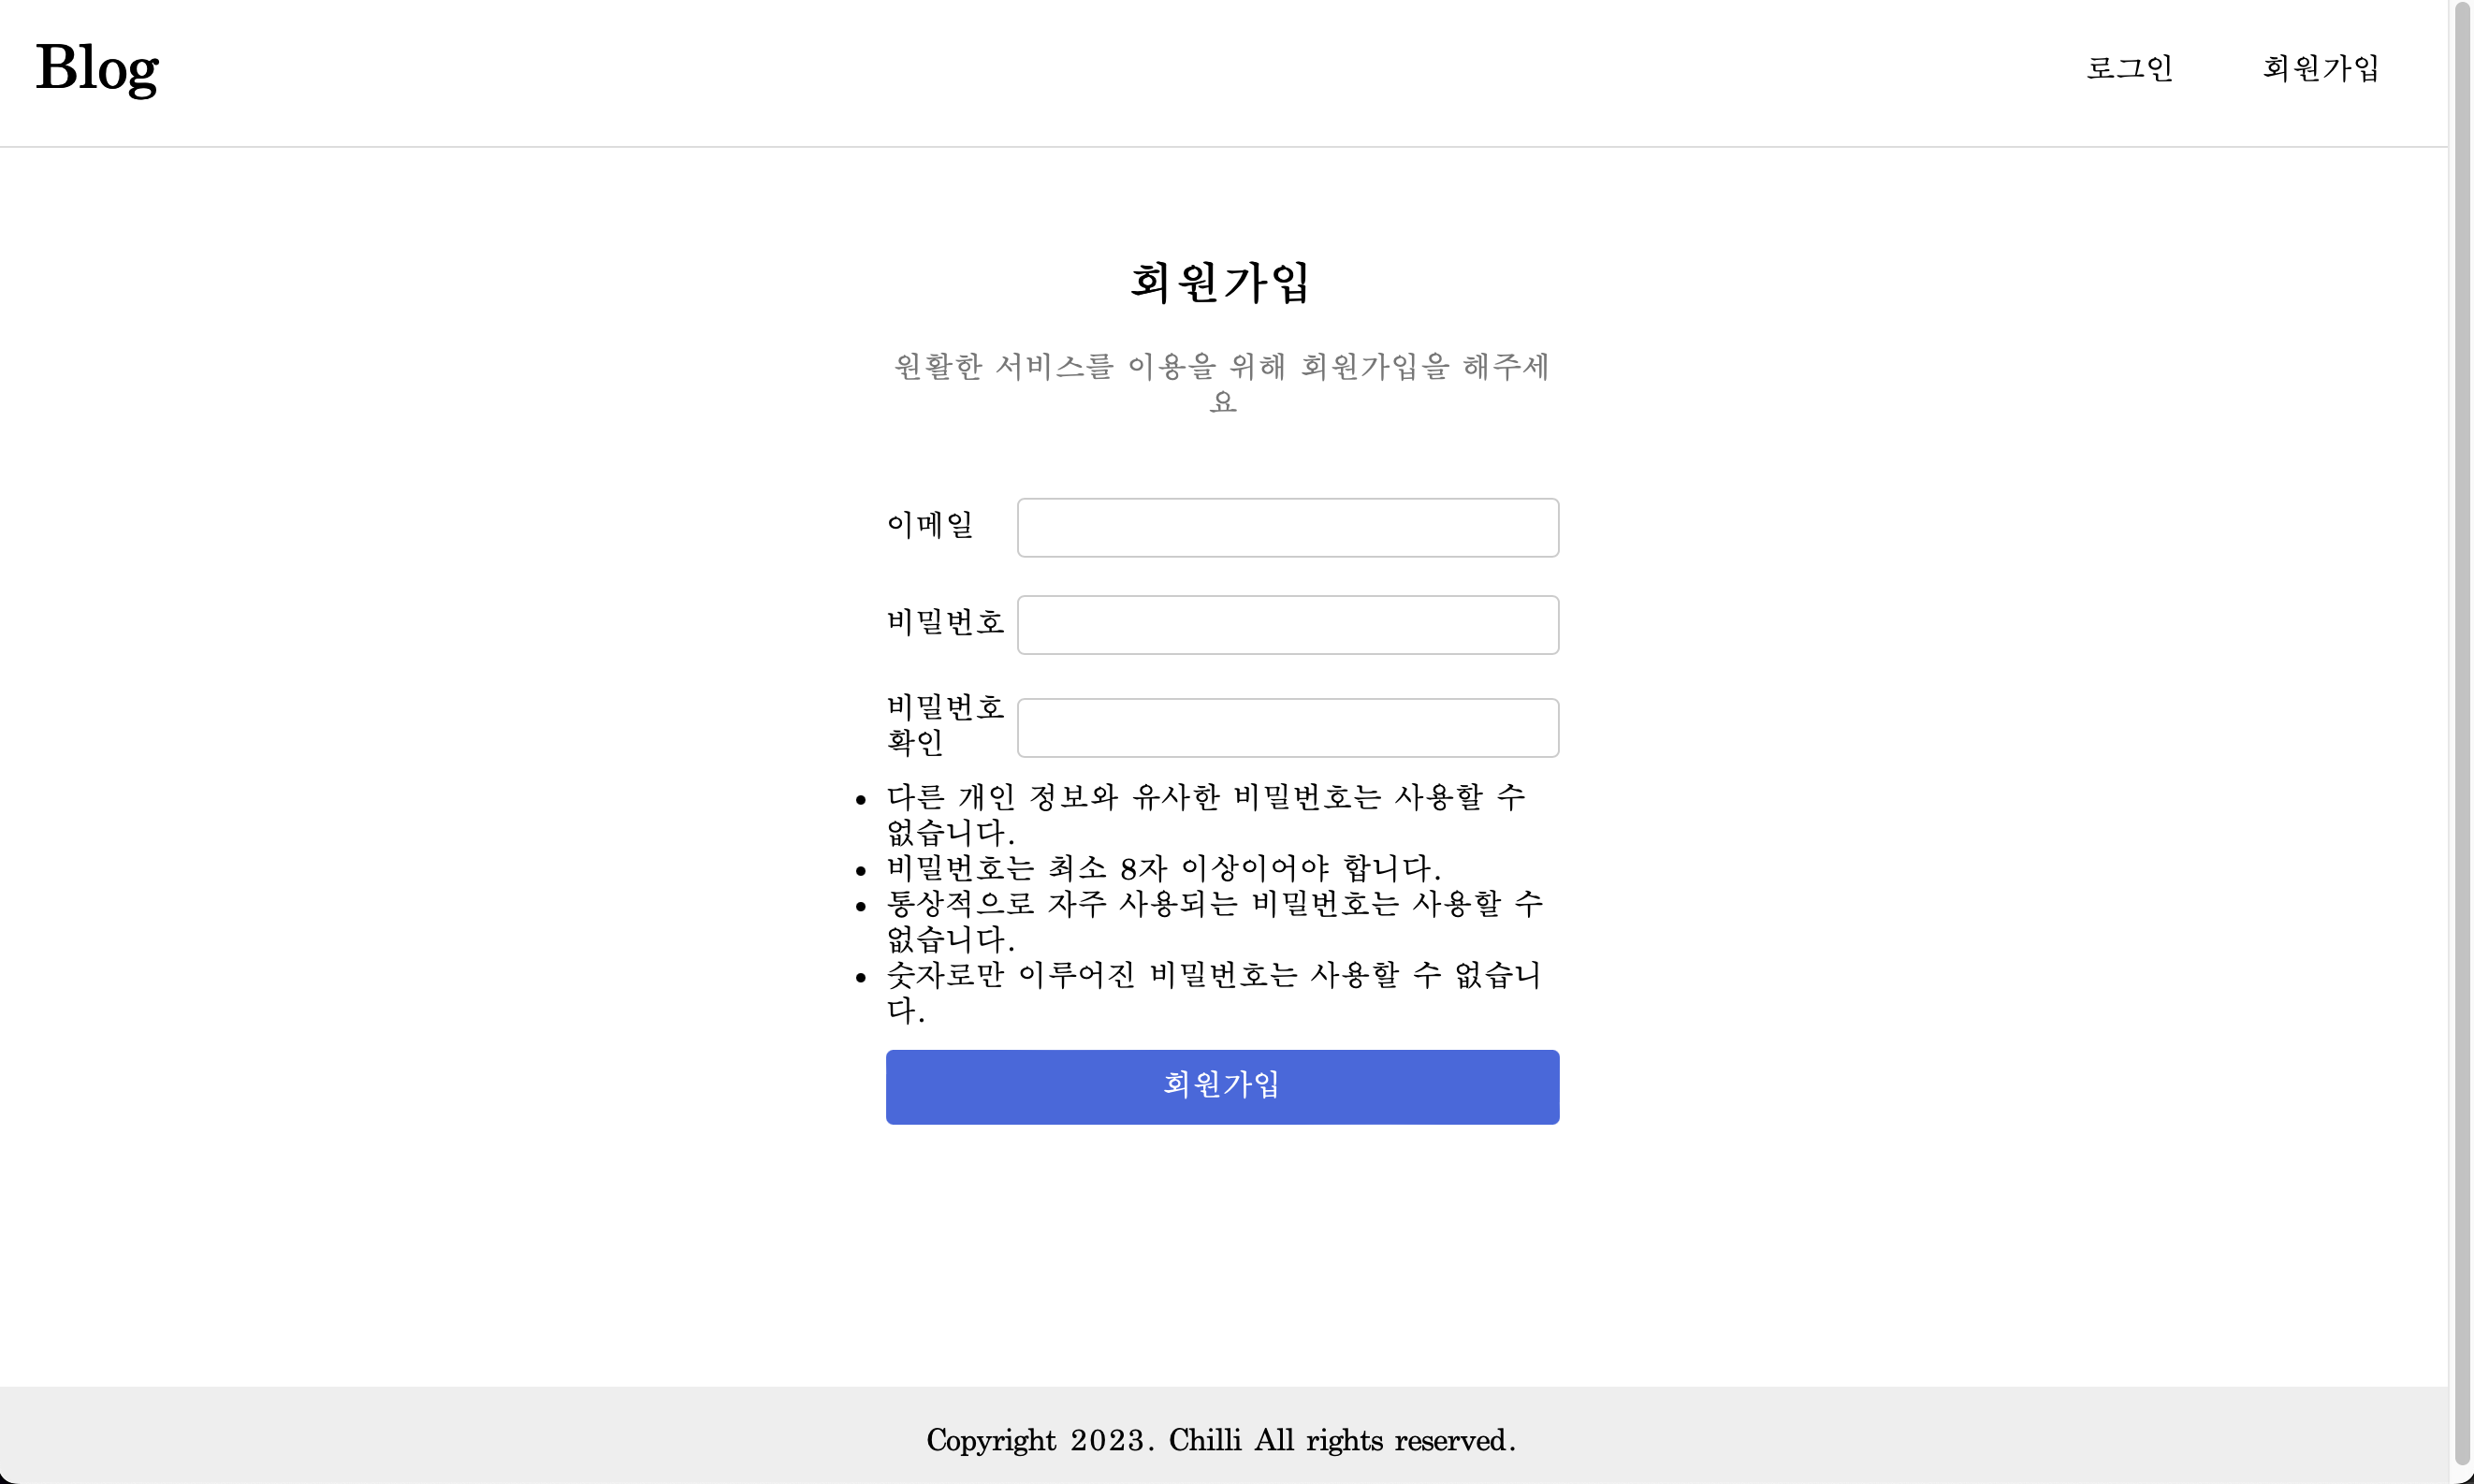 Blog
로그인
회원가입
회원가입
원활한 서비스를 이용을 위해 회원가입을 해주세
요
이메일
비밀번호
비밀번호
확인
다른 개인 정보와 유사한 비밀번호는 사용할 수
없습니다.
비밀번호는 최소 8자 이상이어야 합니다.
통상적으로 자주 사용되는 비밀번호는 사용할 수
없습니다.
숫자로만 이루어진 비밀번호는 사용할 수 없습니
다.
회원가입
Copyright 2023. Chilli All rights reserved.